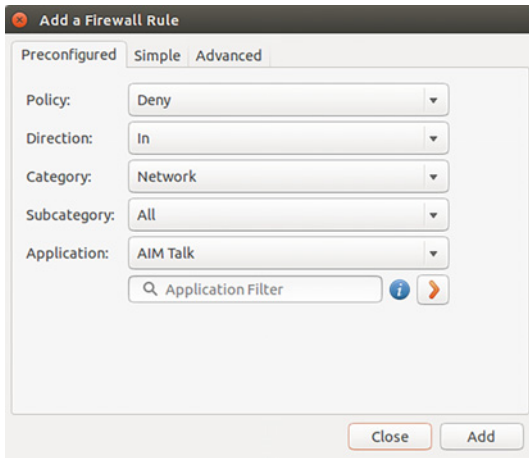 Add a Firewall Rule
Preconfigured Simple Advanced
Policy: Deny
Direction: In
Category: Network
Subcategory: All
Application: AIM Talk
Application Filter
Close Add